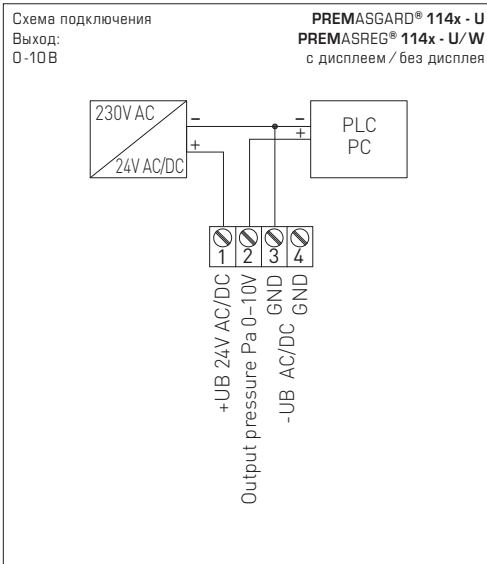 Схема подключения
Выход:
0-10В
PREMASGARD® 114x - U
PREMASREG® 114x - U/W
с дисплеем / без дисплея
230V AC
24V AC/DC
–
+
–
+
PLC
PC
1 2 3 4
+UB 24V AC/DC
Output pressure Pa 0–10V
-UB AC/DC GND
GND